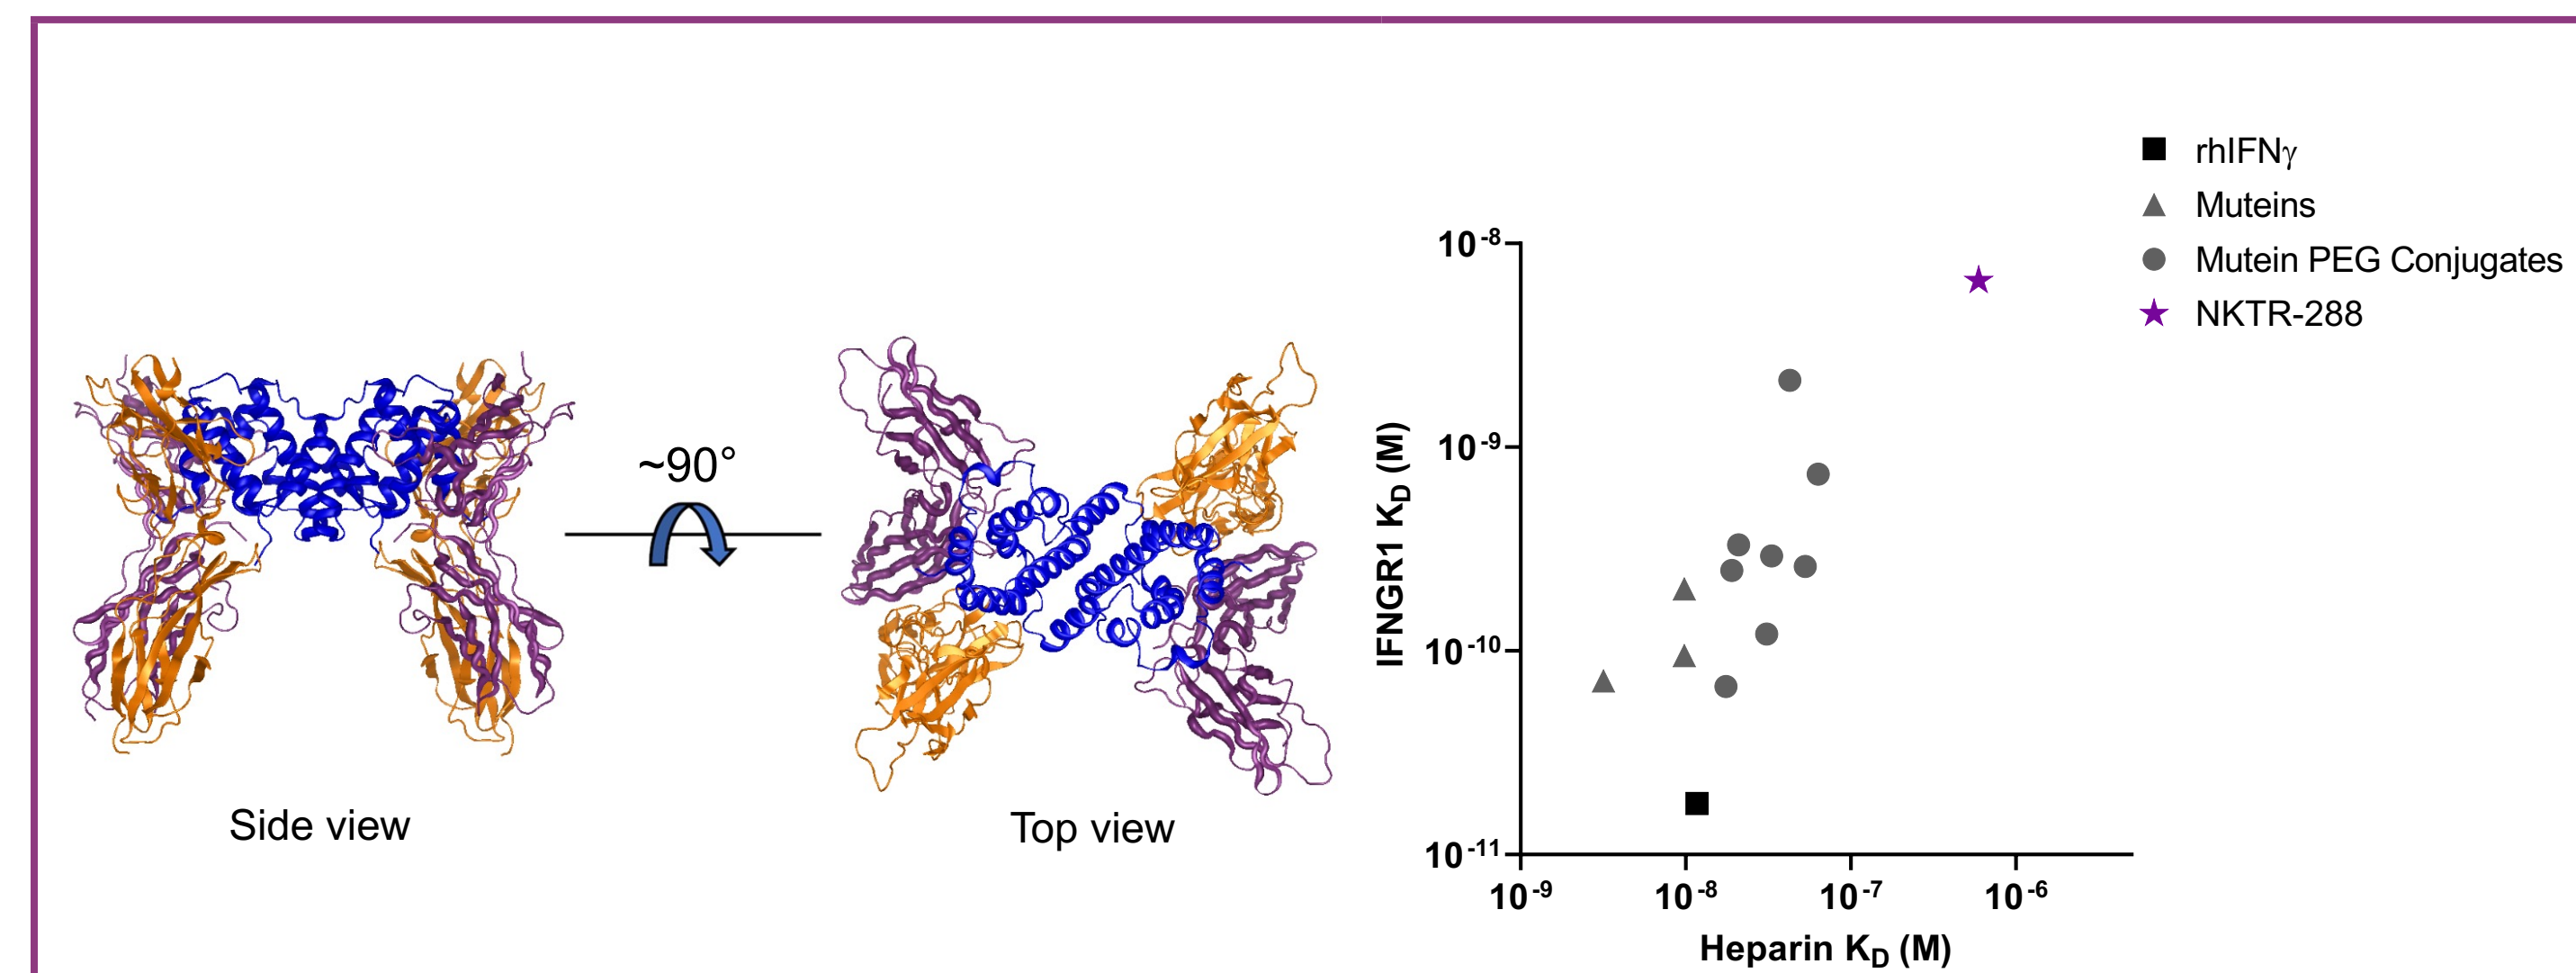 ~90°
Side view
Top view
rhIFNγ
Muteins
Mutein PEG Conjugates
NKTR-288
IFNGR1 K_D (M)
10^-8
10^-9
10^-10
10^-11
10^-9 10^-8 10^-7 10^-6
Heparin K_D (M)